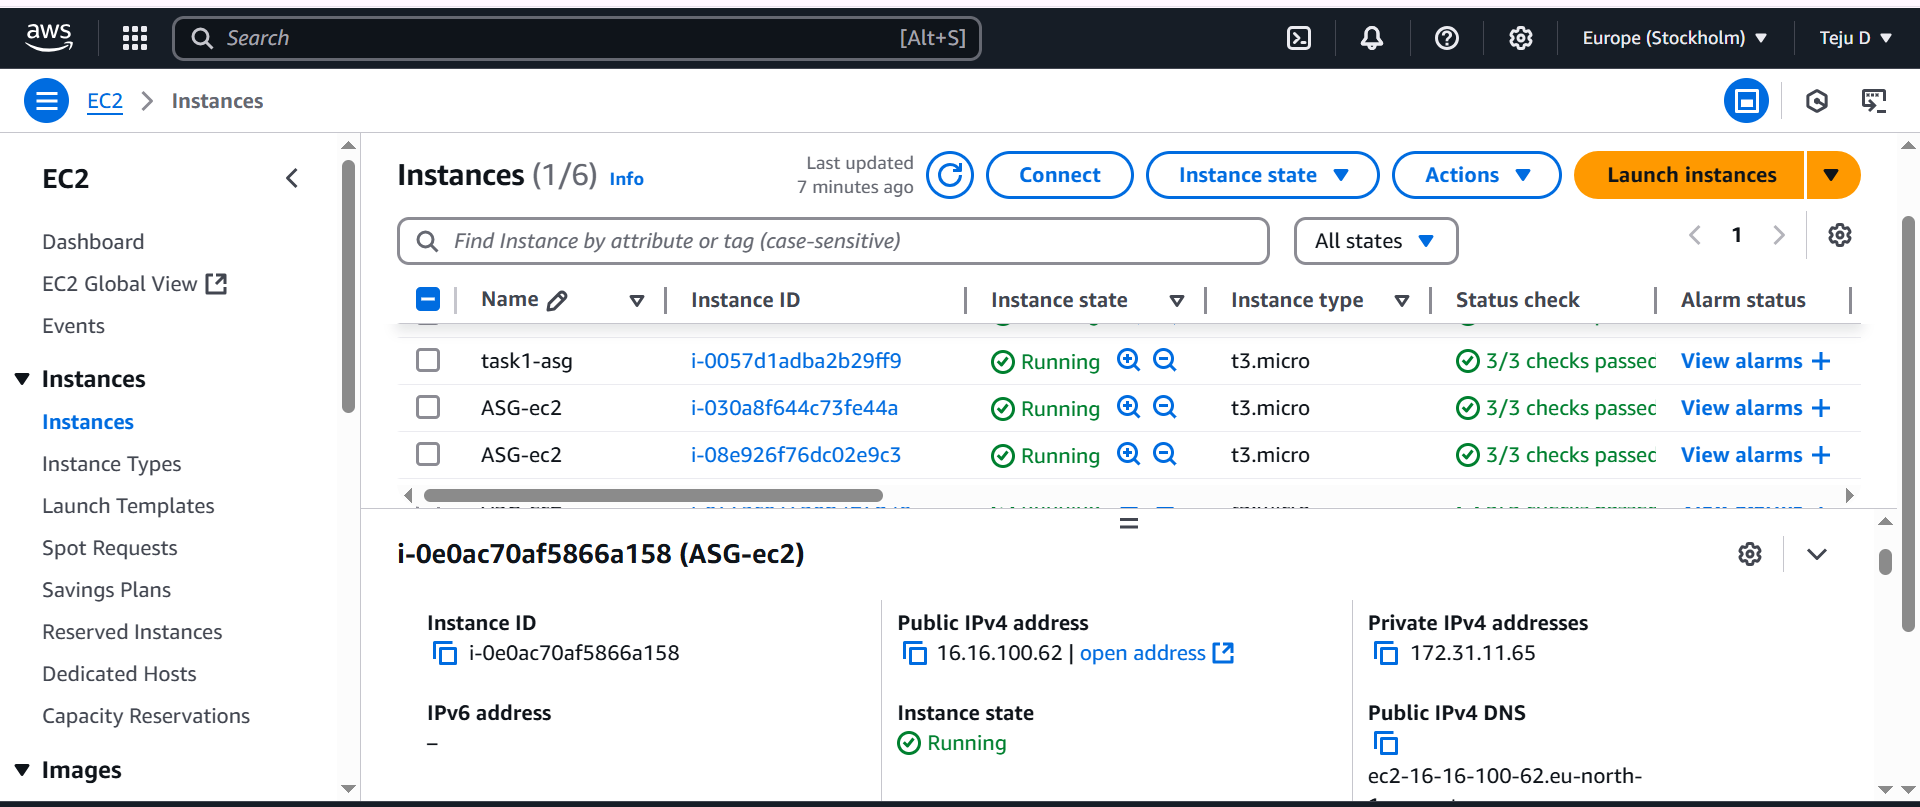 aws
Search [Alt+S]
Europe (Stockholm)
Teju D
EC2 > Instances
EC2
Dashboard
EC2 Global View
Events
Instances
Instances
Instance Types
Launch Templates
Spot Requests
Savings Plans
Reserved Instances
Dedicated Hosts
Capacity Reservations
Images
Instances (1/6) Info
Last updated
7 minutes ago
Connect
Instance state
Actions
Launch instances
Find Instance by attribute or tag (case-sensitive)
All states
1
Name Instance ID Instance state Instance type Status check Alarm status
task1-asg i-0057d1adba2b29ff9 Running t3.micro 3/3 checks passed View alarms +
ASG-ec2 i-030a8f644c73fe44a Running t3.micro 3/3 checks passed View alarms +
ASG-ec2 i-08e926f76dc02e9c3 Running t3.micro 3/3 checks passed View alarms +
i-0e0ac70af5866a158 (ASG-ec2)
Instance ID
i-0e0ac70af5866a158
Public IPv4 address
16.16.100.62 | open address
Private IPv4 addresses
172.31.11.65
IPv6 address
–
Instance state
Running
Public IPv4 DNS
ec2-16-16-100-62.eu-north-